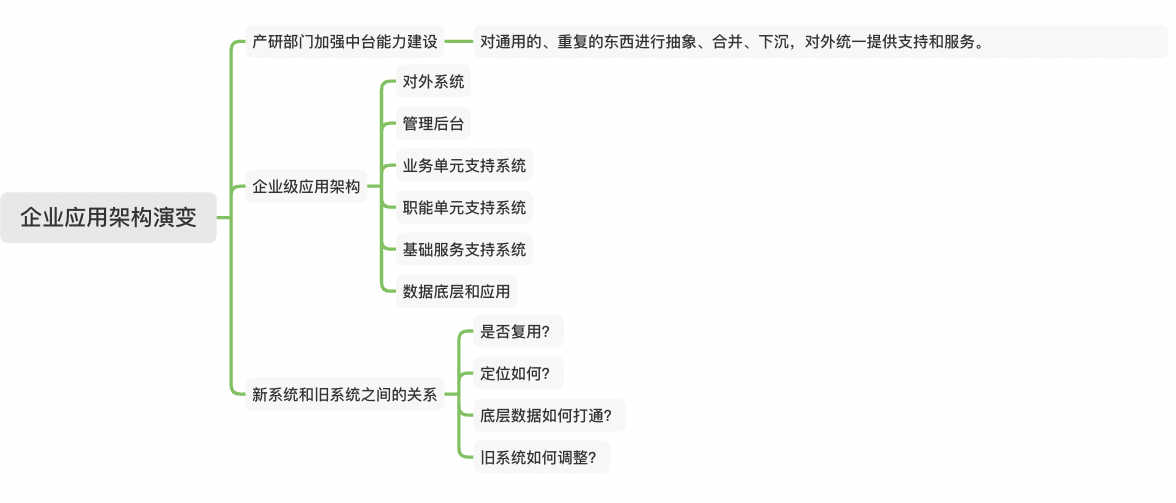 企业应用架构演变
产研部门加强中台能力建设
对通用的、重复的东西进行抽象、合并、下沉，对外统一提供支持和服务。
企业级应用架构
对外系统
管理后台
业务单元支持系统
职能单元支持系统
基础服务支持系统
数据底层和应用
新系统和旧系统之间的关系
是否复用？
定位如何？
底层数据如何打通？
旧系统如何调整？